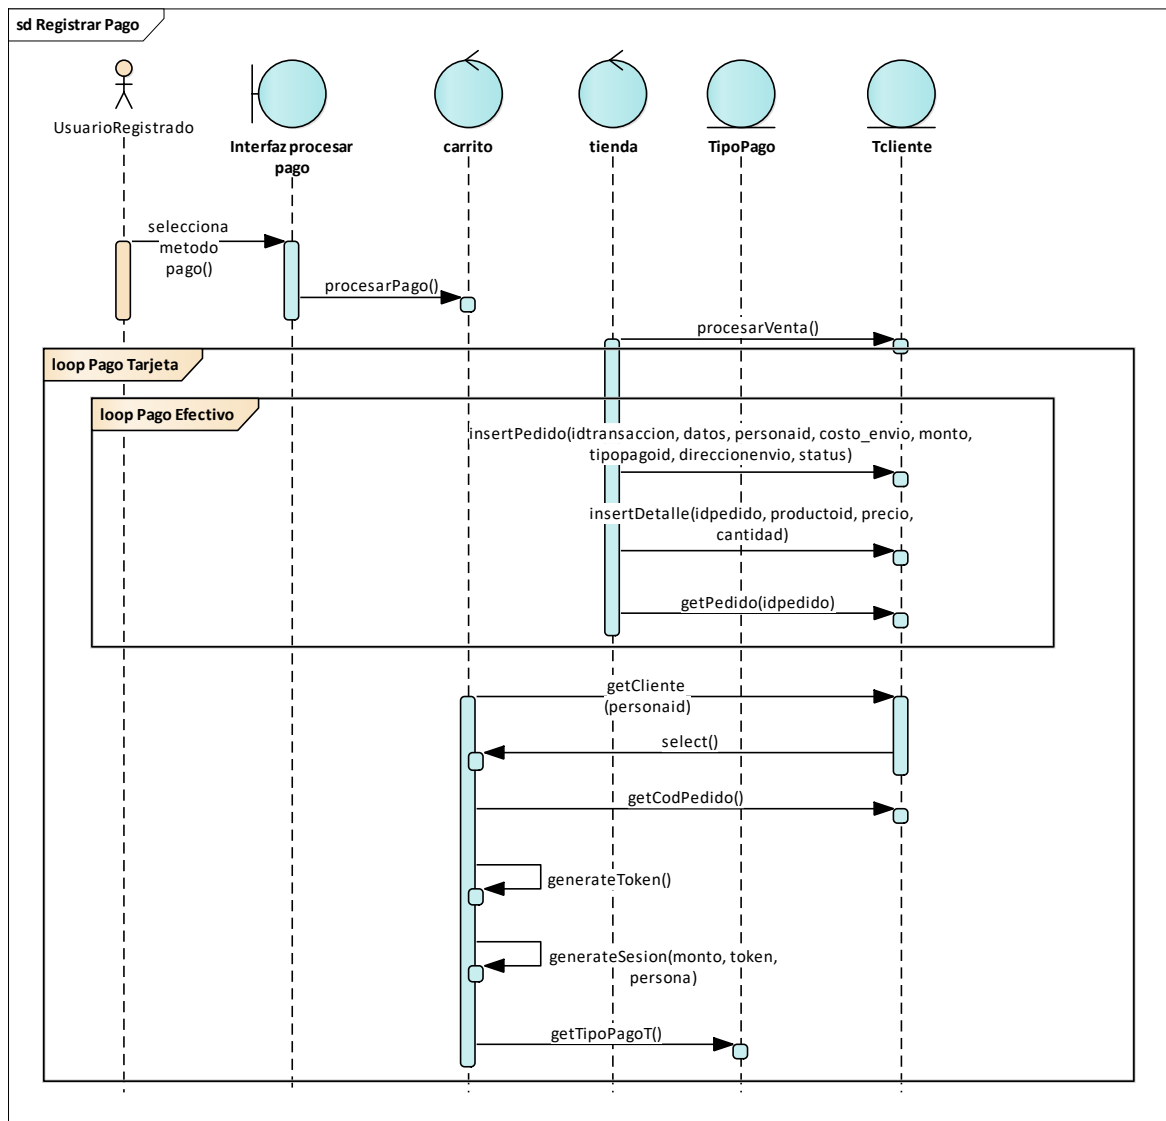 sd Registrar Pago
UsuarioRegistrado
Interfaz procesar
pago
carrito
tienda
TipoPago
Tcliente
selecciona
metodo
pago()
procesarPago()
procesarVenta()
loop Pago Tarjeta
loop Pago Efectivo
insertPedido(idtransaccion, datos, personaid, costo_envio, monto,
tipopagoid, direccionenvio, status)
insertDetalle(idpedido, productoid, precio,
cantidad)
getPedido(idpedido)
getCliente
(personaid)
select()
getCodPedido()
generateToken()
generateSesion(monto, token,
persona)
getTipoPagoT()